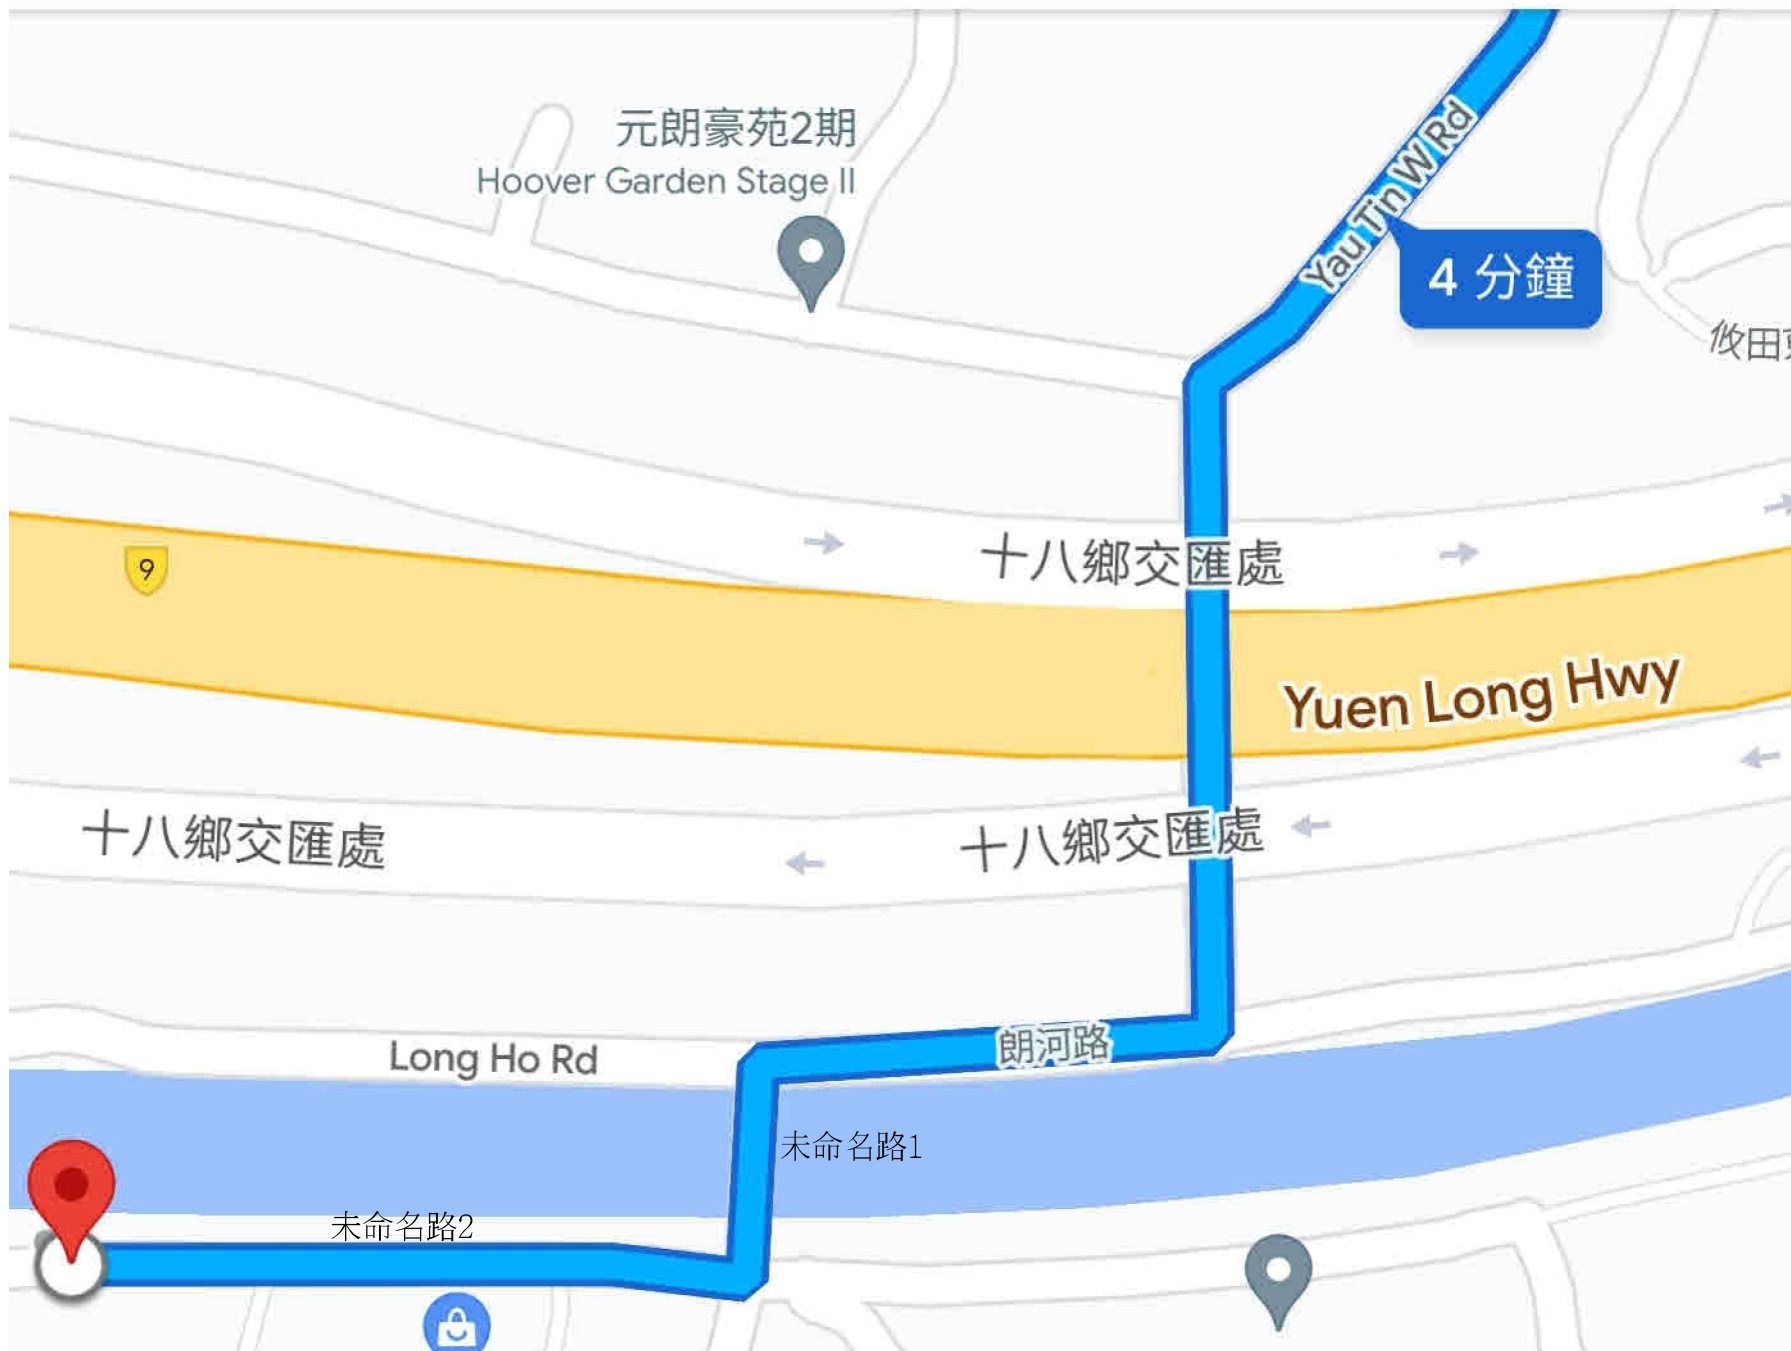 元朗豪苑2期
Hoover Garden Stage II
Yau Tin W Rd
4 分鐘
攸田
9
十八鄉交匯處
Yuen Long Hwy
十八鄉交匯處
十八鄉交匯處
Long Ho Rd
朗河路
未命名路1
未命名路2